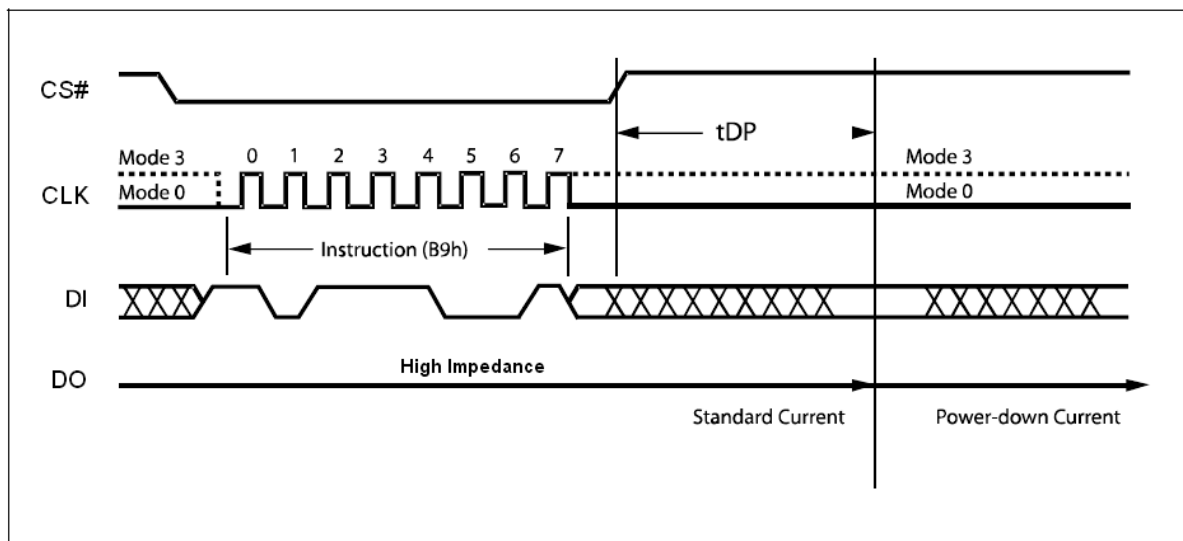 CS#
tDP
0 1 2 3 4 5 6 7
Mode 3 Mode 3
CLK
Mode 0 Mode 0
Instruction (B9h)
DI
High Impedance
DO
Standard Current Power-down Current